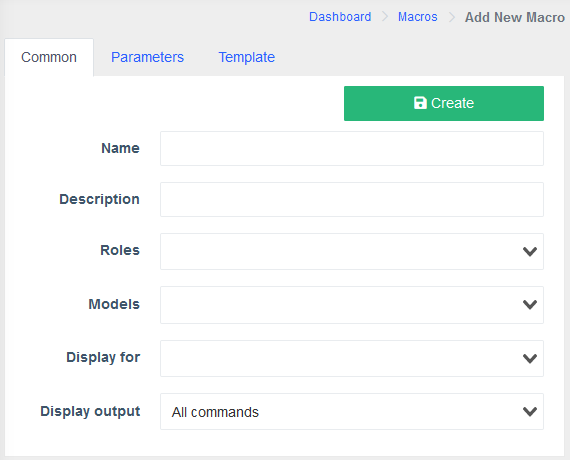 Dashboard Macros Add New Macro
Common Parameters Template
Create
Name
Description
Roles
Models
Display for
Display output All commands